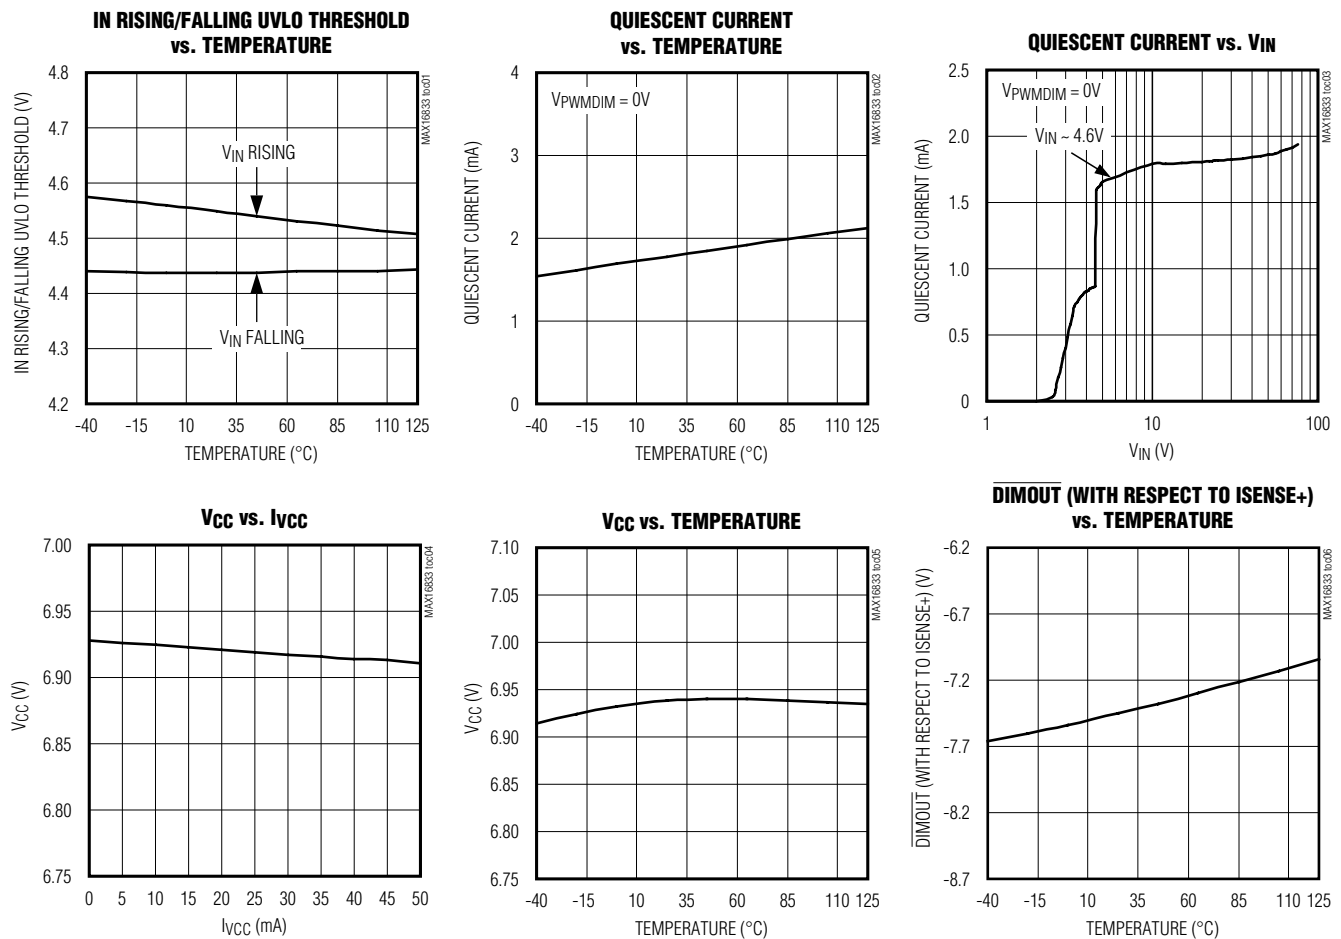 IN RISING/FALLING UVLO THRESHOLD
vs. TEMPERATURE
IN RISING/FALLING UVLO THRESHOLD (V)
4.8
4.7
4.6
4.5
4.4
4.3
4.2
VIN RISING
VIN FALLING
MAX16833 toc01
-40 -15 10 35 60 85 110 125
TEMPERATURE (°C)
QUIESCENT CURRENT
vs. TEMPERATURE
QUIESCENT CURRENT (mA)
4
3
2
1
0
VPWMDIM = 0V
MAX16833 toc02
-40 -15 10 35 60 85 110 125
TEMPERATURE (°C)
QUIESCENT CURRENT vs. VIN
QUIESCENT CURRENT (mA)
2.5
2.0
1.5
1.0
0.5
0
VPWMDIM = 0V
VIN ~ 4.6V
MAX16833 toc03
1 10 100
VIN (V)
VCC vs. IVCC
VCC (V)
7.00
6.95
6.90
6.85
6.80
6.75
MAX16833 toc04
0 5 10 15 20 25 30 35 40 45 50
IVCC (mA)
VCC vs. TEMPERATURE
VCC (V)
7.10
7.05
7.00
6.95
6.90
6.85
6.80
6.75
MAX16833 toc05
-40 -15 10 35 60 85 110 125
TEMPERATURE (°C)
DIMOUT (WITH RESPECT TO ISENSE+)
vs. TEMPERATURE
DIMOUT (WITH RESPECT TO ISENSE+) (V)
-6.2
-6.7
-7.2
-7.7
-8.2
-8.7
MAX16833 toc06
-40 -15 10 35 60 85 110 125
TEMPERATURE (°C)